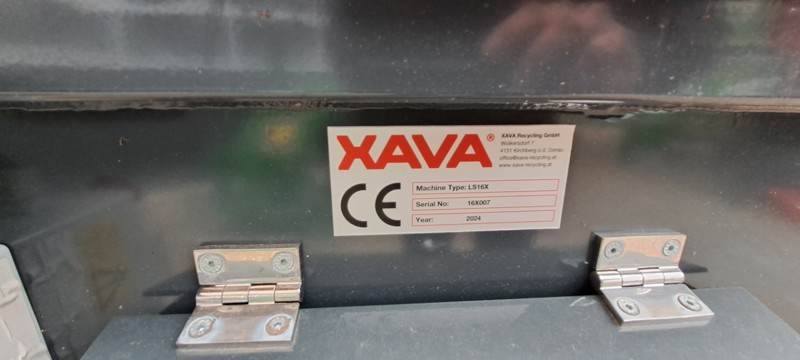 XAVA®
XAVA Recycling GmbH
Wolkersdorf 7
4131 Kirchberg o.d. Donau
office@xava-recycling.at
www.xava-recycling.at
CE
Machine Type: LS16X
Serial No: 16X007
Year: 2024